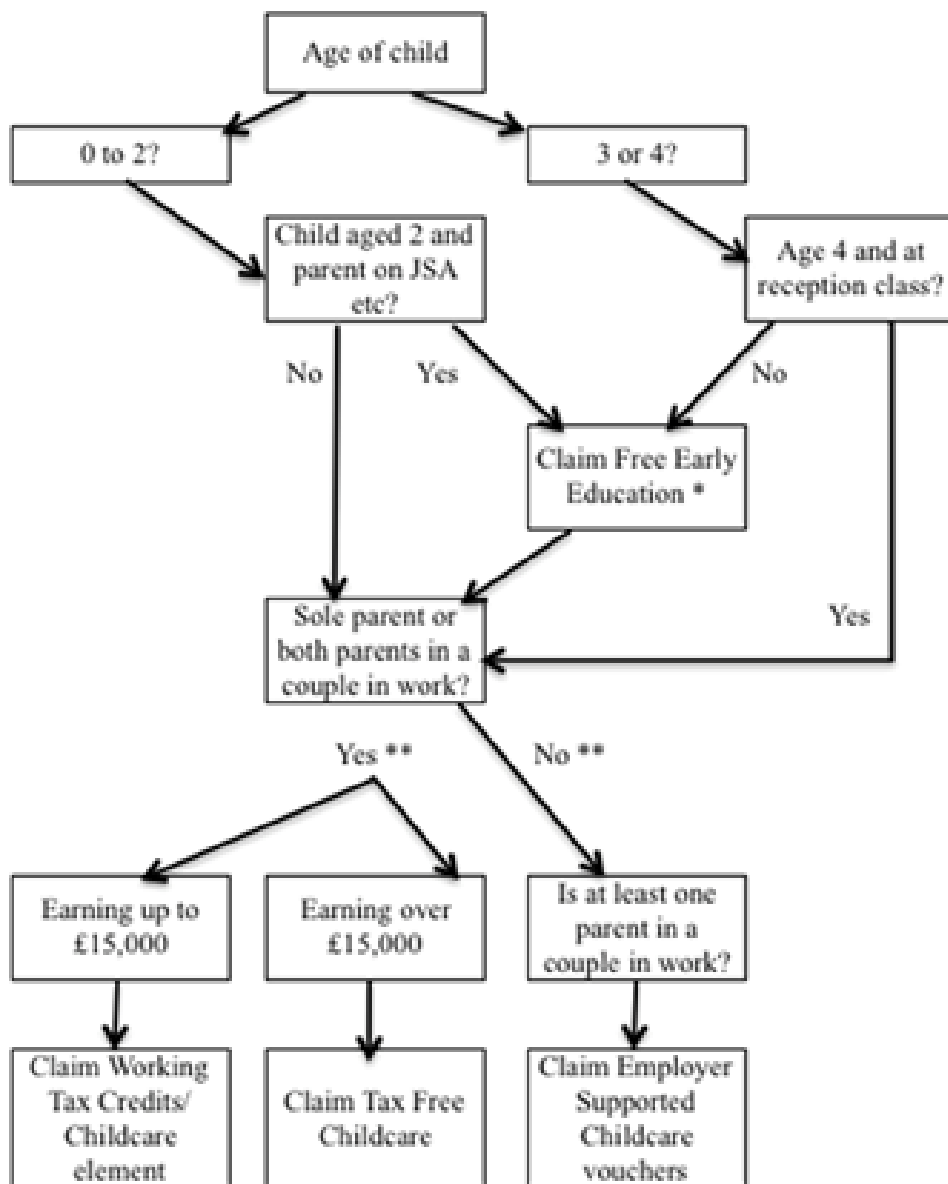 Age of child
0 to 2?
3 or 4?
Child aged 2 and
parent on JSA
etc?
Age 4 and at
reception class?
No
Yes
No
Claim Free Early
Education *
Sole parent or
both parents in a
couple in work?
Yes
Yes **
No **
Earning up to
£15,000
Earning over
£15,000
Is at least one
parent in a
couple in work?
Claim Working
Tax Credits/
Childcare
element
Claim Tax Free
Childcare
Claim Employer
Supported
Childcare
vouchers